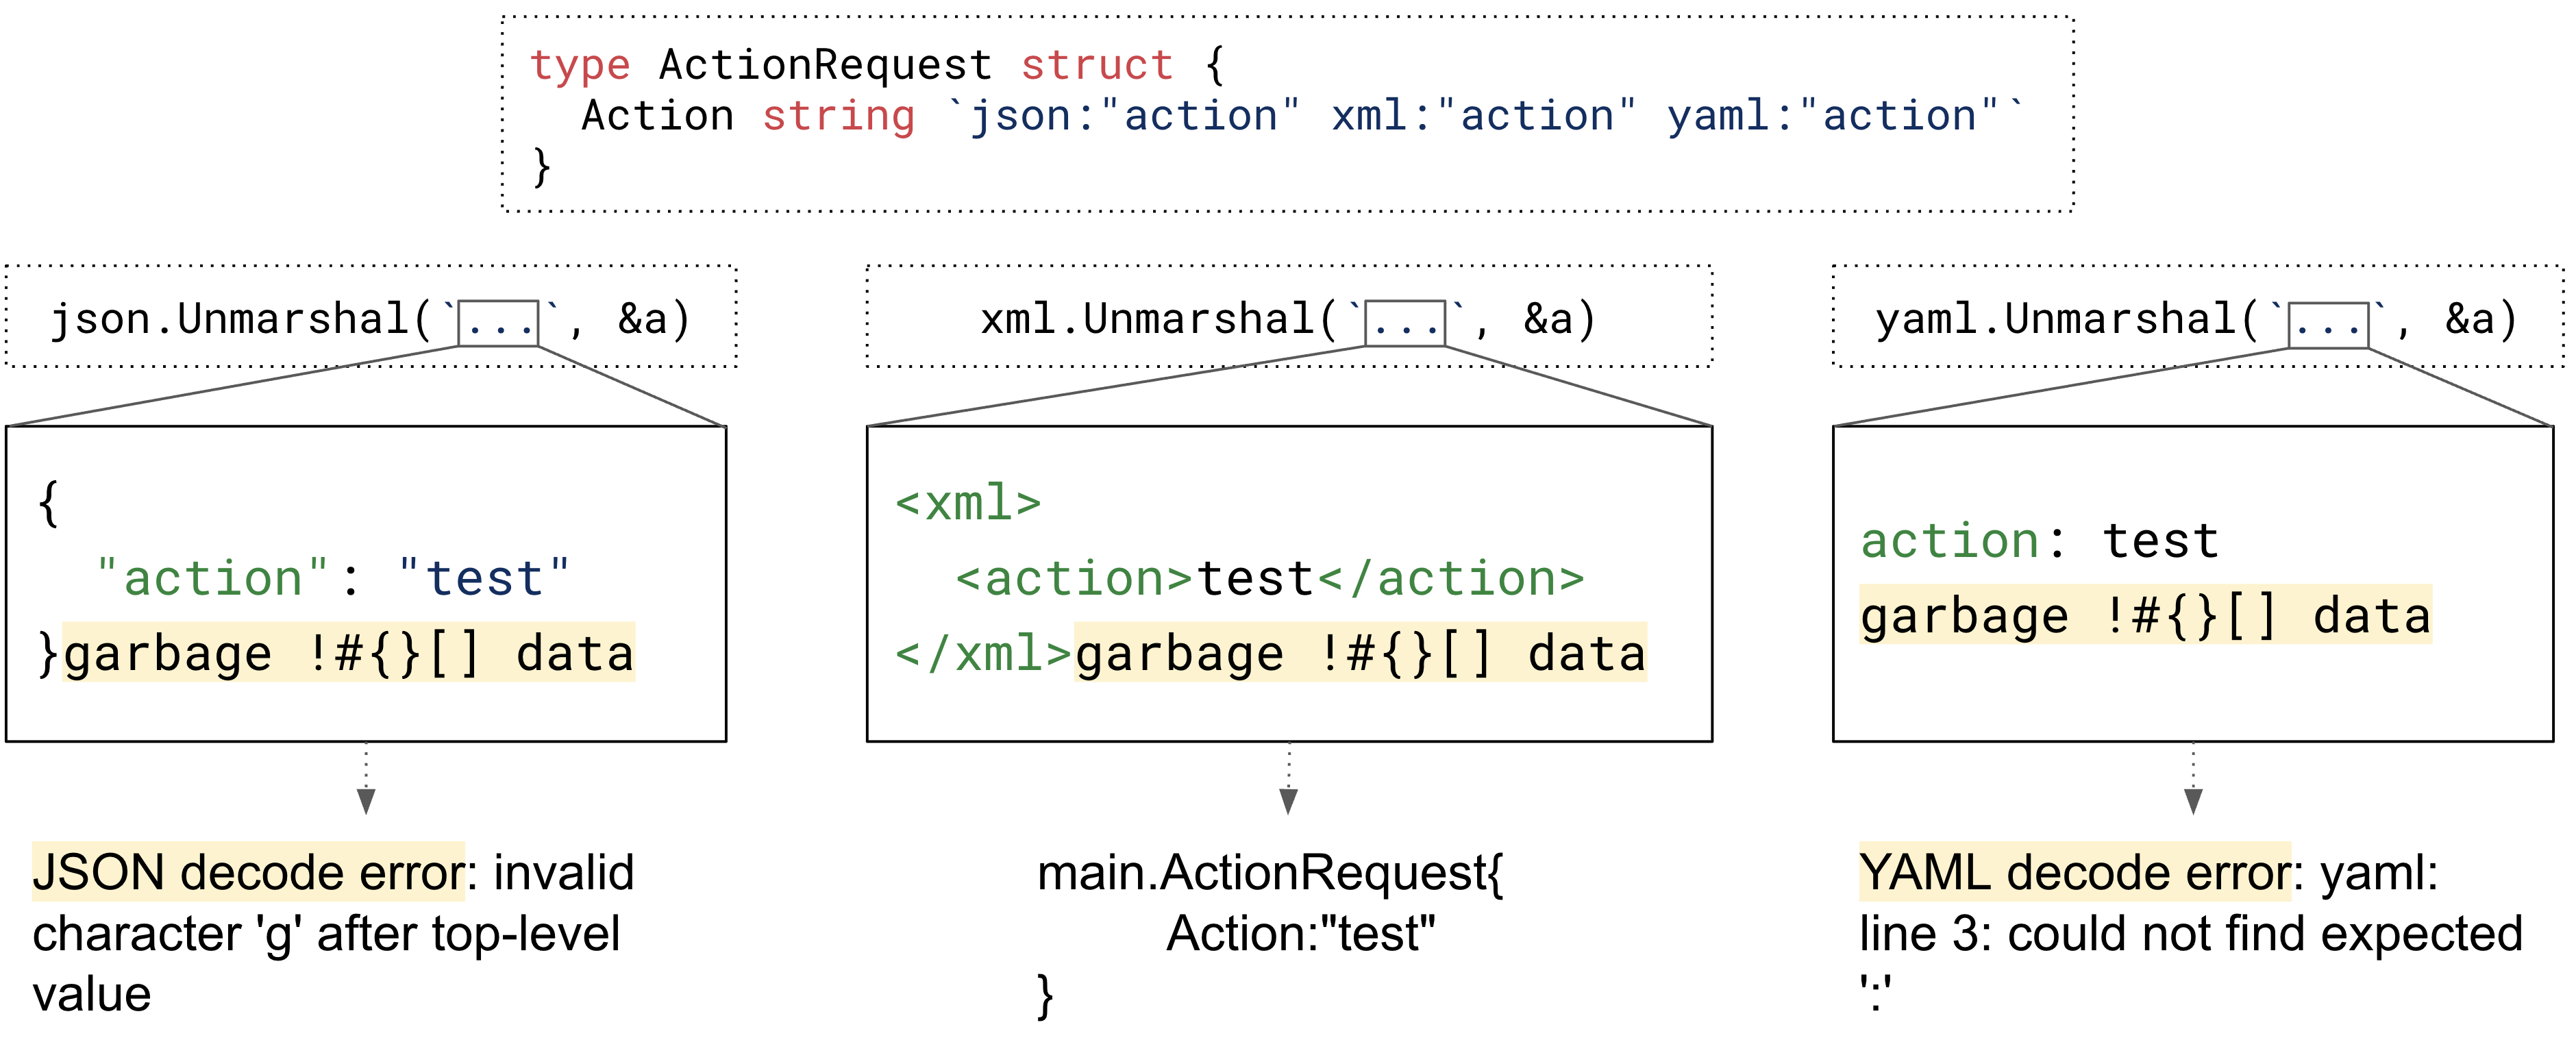 type ActionRequest struct {
  Action string `json:"action" xml:"action" yaml:"action"`
}
json.Unmarshal(`...`, &a)
{
  "action": "test"
}garbage !#{}[] data
JSON decode error: invalid
character 'g' after top-level
value
xml.Unmarshal(`...`, &a)
<xml>
  <action>test</action>
</xml>garbage !#{}[] data
main.ActionRequest{
Action:"test"
}
yaml.Unmarshal(`...`, &a)
action: test
garbage !#{}[] data
YAML decode error: yaml:
line 3: could not find expected
':'